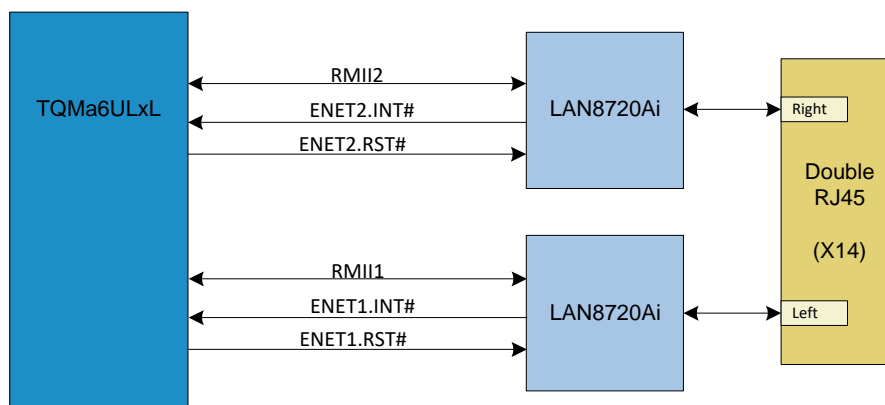 TQMa6ULxL
RMII2
ENET2.INT#
ENET2.RST#
LAN8720Ai
Right
Double
RJ45
(X14)
RMII1
ENET1.INT#
ENET1.RST#
LAN8720Ai
Left